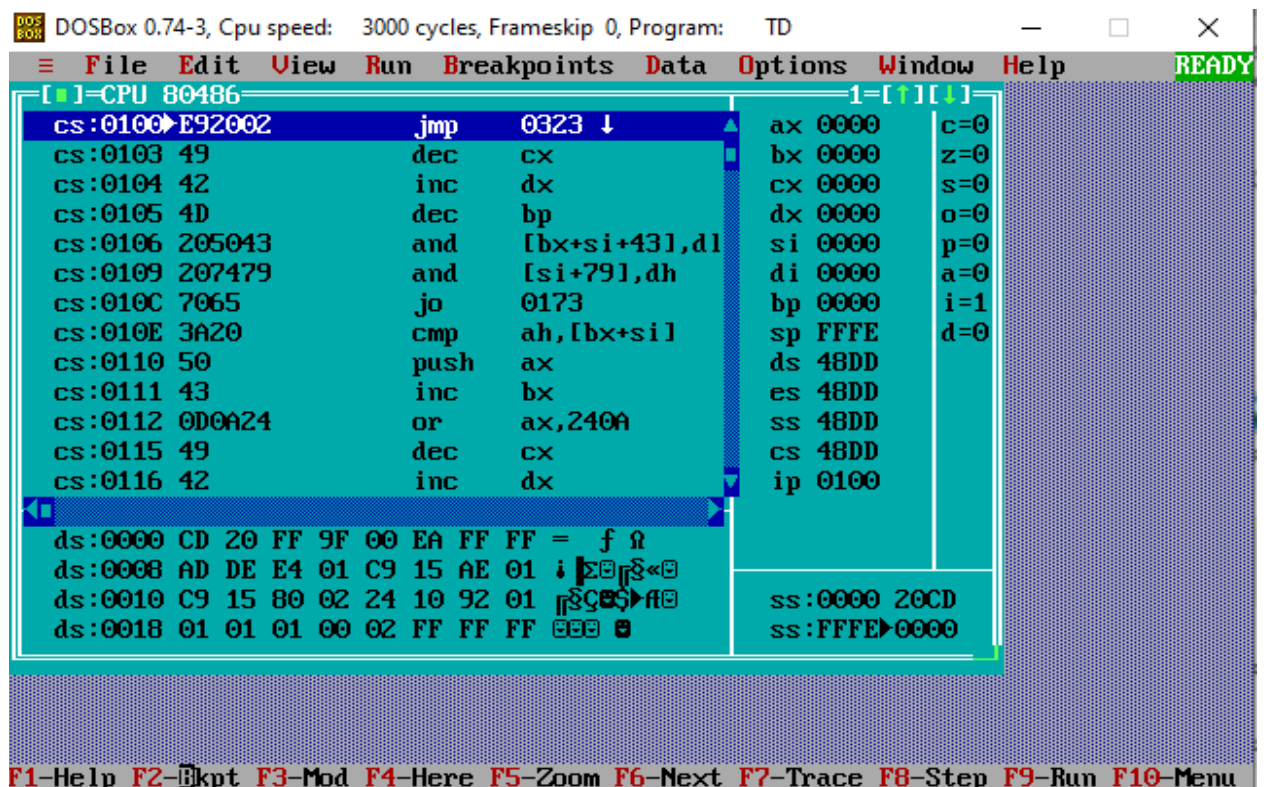 DOSBox 0.74-3, Cpu speed: 3000 cycles, Frameskip 0, Program: TD
≡ File Edit View Run Breakpoints Data Options Window Help READY
[■]=CPU 80486 1=[↑][↓]
cs:0100►E92002 jmp 0323 ↓ ax 0000 c=0
cs:0103 49 dec cx bx 0000 z=0
cs:0104 42 inc dx cx 0000 s=0
cs:0105 4D dec bp dx 0000 o=0
cs:0106 205043 and [bx+si+43],dl si 0000 p=0
cs:0109 207479 and [si+79],dh di 0000 a=0
cs:010C 7065 jo 0173 bp 0000 i=1
cs:010E 3A20 cmp ah,[bx+si] sp FFFE d=0
cs:0110 50 push ax ds 48DD
cs:0111 43 inc bx es 48DD
cs:0112 0D0A24 or ax,240A ss 48DD
cs:0115 49 dec cx cs 48DD
cs:0116 42 inc dx ip 0100
ds:0000 CD 20 FF 9F 00 EA FF FF = ƒ Ω
ds:0008 AD DE E4 01 C9 15 AE 01 ¡▐Σ☺╔§«☺
ds:0010 C9 15 80 02 24 10 92 01 ╔§Ç☻$►Æ☺ ss:0000 20CD
ds:0018 01 01 01 00 02 FF FF FF ☺☺☺ ☻ ss:FFFE►0000
F1-Help F2-Bkpt F3-Mod F4-Here F5-Zoom F6-Next F7-Trace F8-Step F9-Run F10-Menu